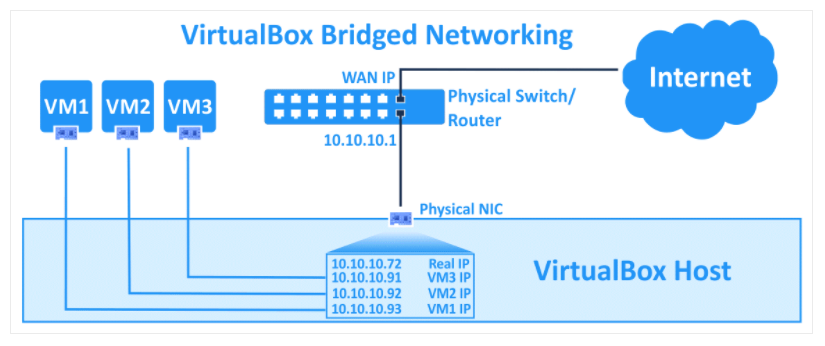 VirtualBox Bridged Networking
WAN IP
Internet
VM1 VM2 VM3
Physical Switch/
Router
10.10.10.1
Physical NIC
10.10.10.72 Real IP
10.10.10.91 VM3 IP
10.10.10.92 VM2 IP
10.10.10.93 VM1 IP
VirtualBox Host